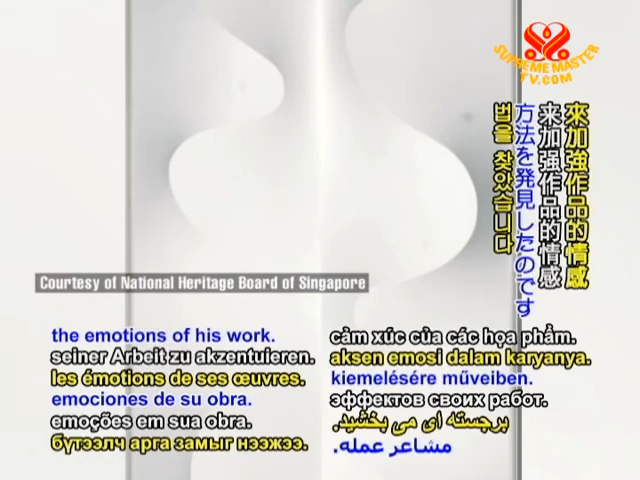 SUPREME MASTER
TV.COM
來加強作品的情感
来加强作品的情感
方法を発見したのです
법을 찾았습니다
Courtesy of National Heritage Board of Singapore
the emotions of his work.
seiner Arbeit zu akzentuieren.
les émotions de ses œuvres.
emociones de su obra.
emoções em sua obra.
бүтээлч арга замыг нээжээ.
cảm xúc của các họa phẩm.
aksen emosi dalam karyanya.
kiemelésére műveiben.
эффектов своих работ.
برجسته ای می بخشید.
مشاعر عمله.